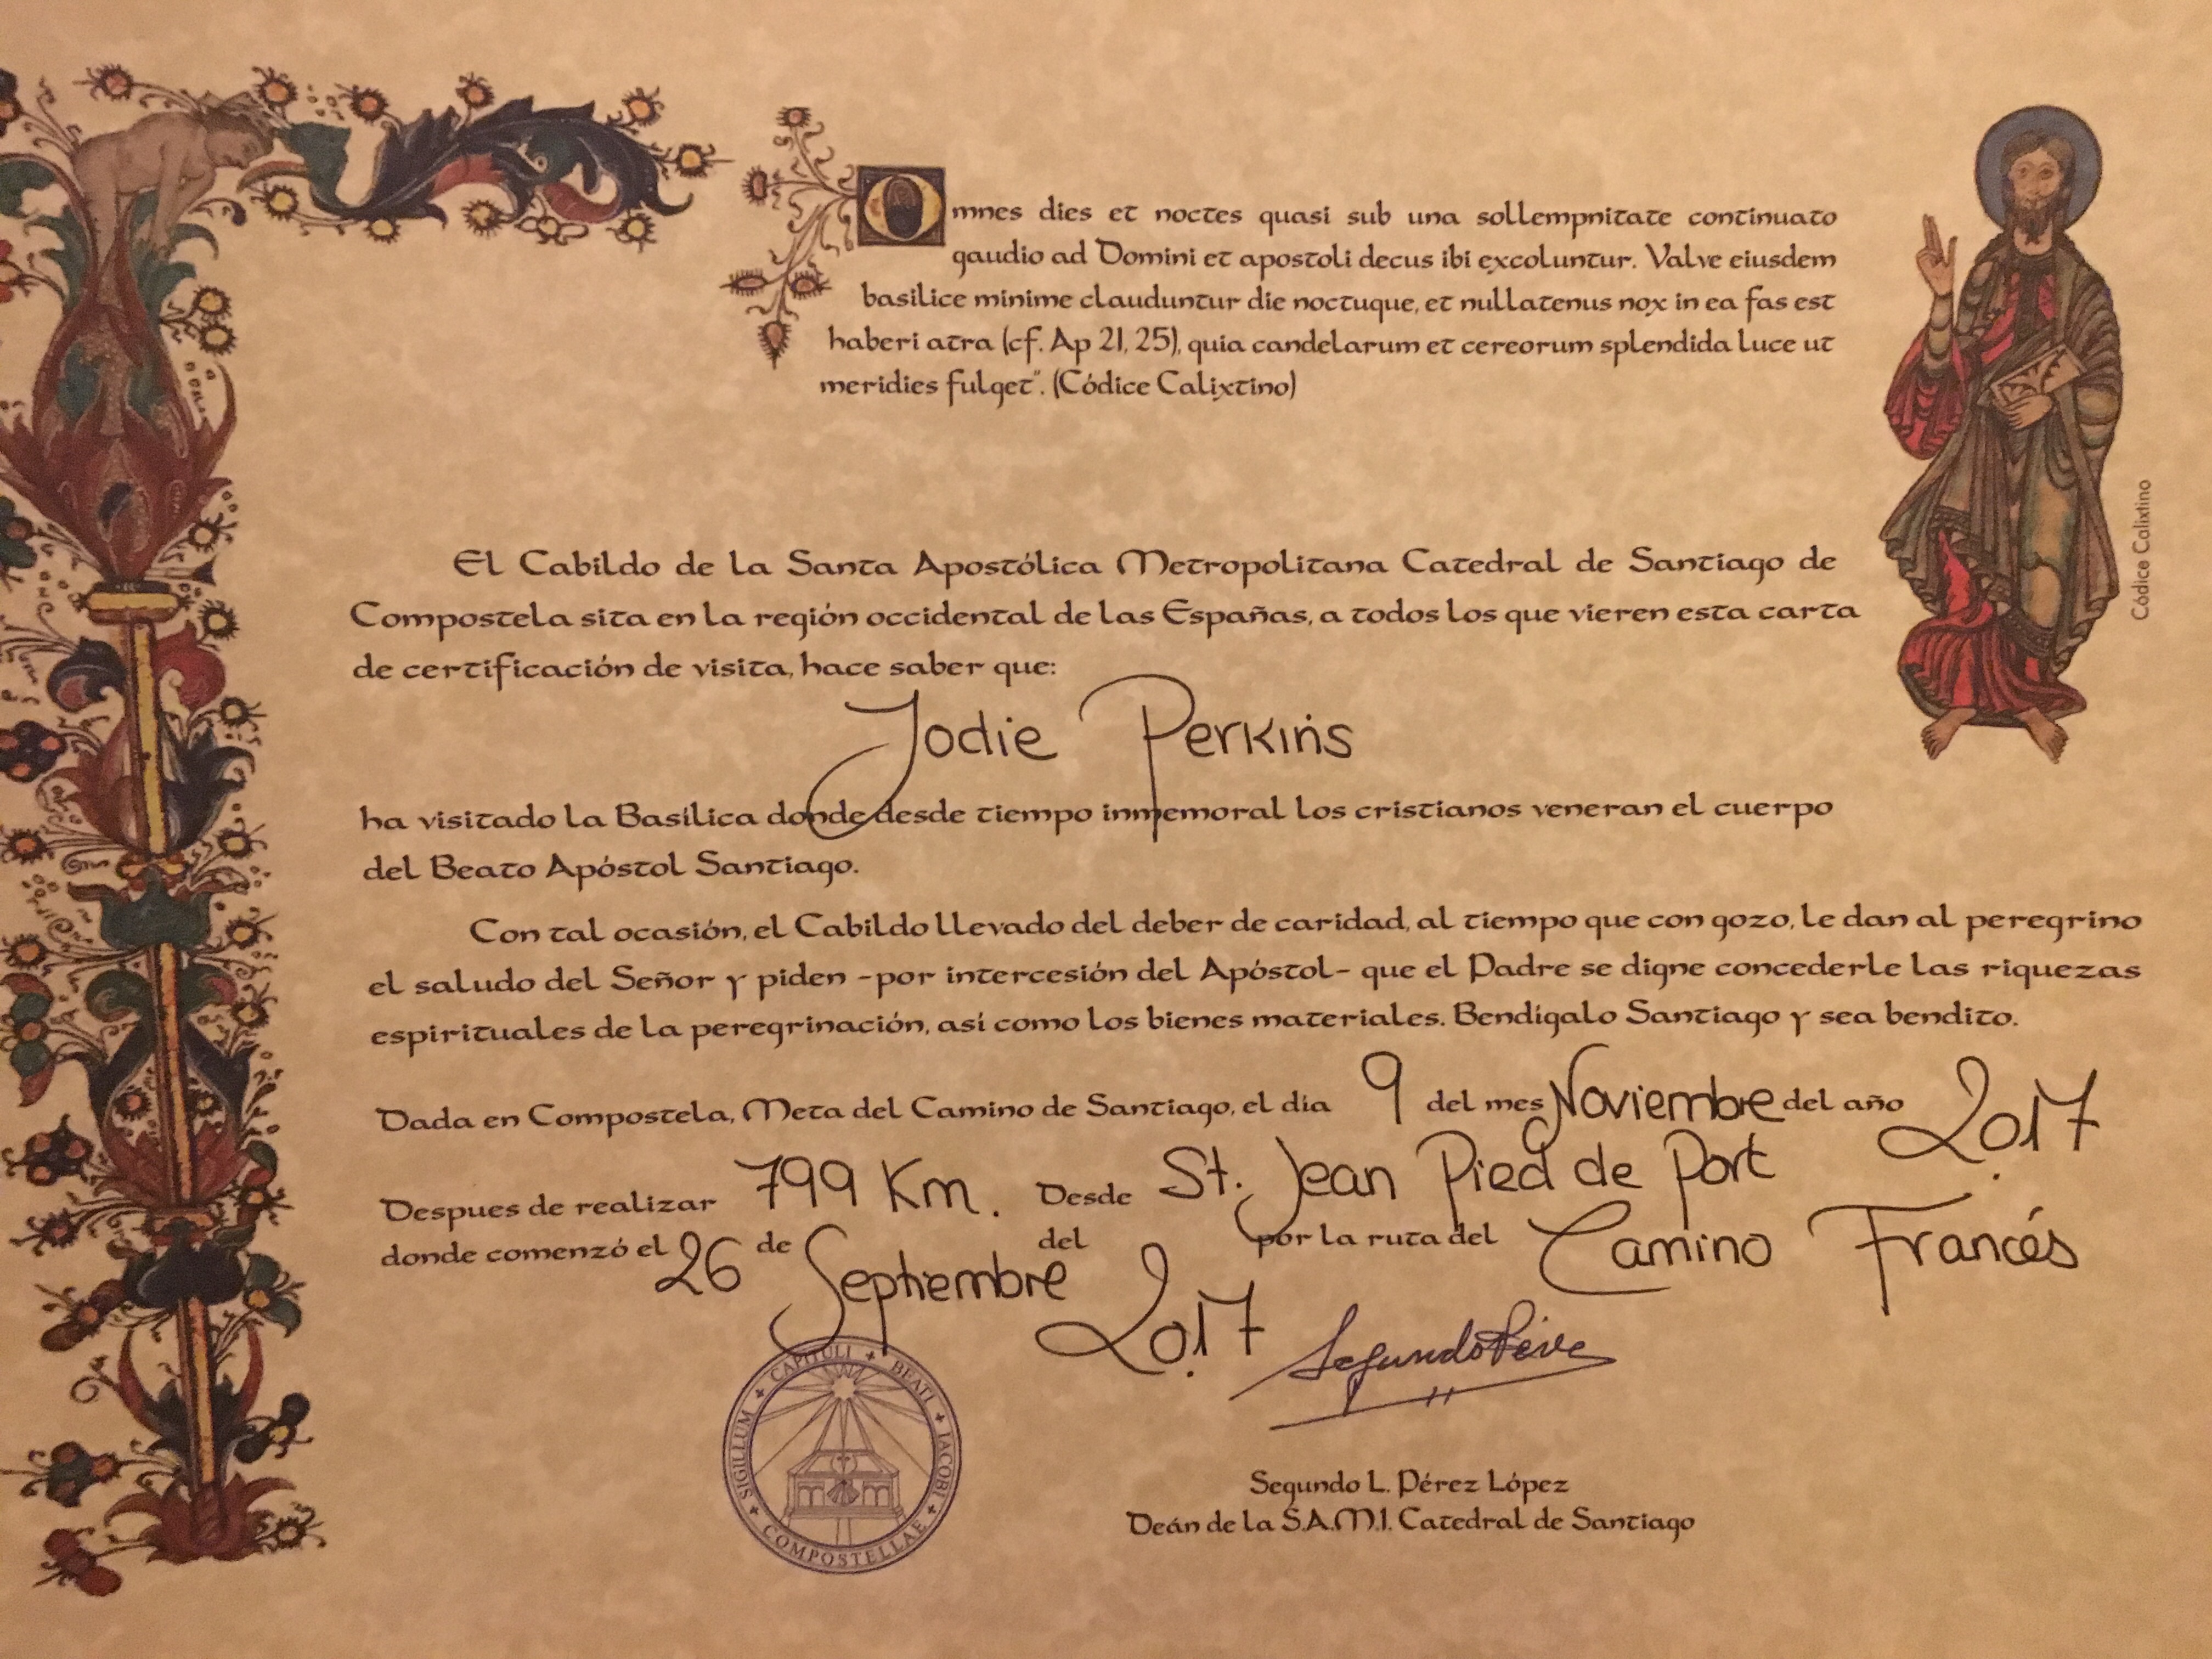 Omnes dies et noctes quasi sub una sollempnitate continuato
gaudio ad Domini et apostoli decus ibi excoluntur. Valve eiusdem
basilice minime clauduntur die noctuque, et nullatenus nox in ea fas est
haberi atra (cf. Ap 21, 25), quia candelarum et cereorum splendida luce ut
meridies fulget". (Códice Calixtino)
Códice Calixtino
El Cabildo de la Santa Apostólica Metropolitana Catedral de Santiago de
Compostela sita en la región occidental de las Españas, a todos los que vieren esta carta
de certificación de visita, hace saber que:
Jodie Perkins
ha visitado la Basílica donde desde tiempo inmemoral los cristianos veneran el cuerpo
del Beato Apóstol Santiago.
Con tal ocasión, el Cabildo llevado del deber de caridad, al tiempo que con gozo, le dan al peregrino
el saludo del Señor y piden -por intercesión del Apóstol- que el Padre se digne concederle las riquezas
espirituales de la peregrinación, así como los bienes materiales. Bendígalo Santiago y sea bendito.
Dada en Compostela, Meta del Camino de Santiago, el día 9 del mes Noviembre del año 2017
Despues de realizar 799 Km. Desde St. Jean Pied de Port
donde comenzó el 26 de Septiembre del 2017 por la ruta del Camino Francés
Segundo Pérez
SIGILLUM + CAPITULI + BEATI + IACOBI + COMPOSTELLAE +
Segundo L. Pérez López
Deán de la S.A.M.I. Catedral de Santiago